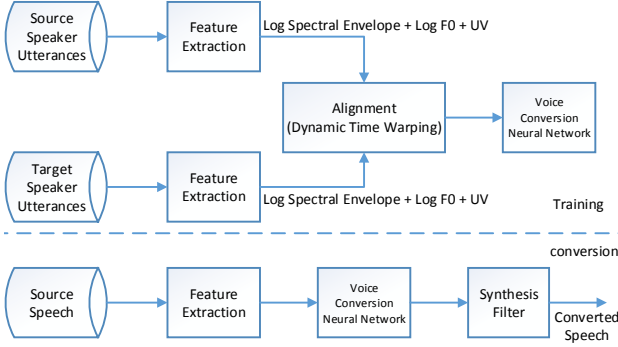 Source
Speaker
Utterances
Feature
Extraction
Log Spectral Envelope + Log F0 + UV
Alignment
(Dynamic Time Warping)
Voice
Conversion
Neural Network
Target
Speaker
Utterances
Feature
Extraction
Log Spectral Envelope + Log F0 + UV
Training
conversion
Source
Speech
Feature
Extraction
Voice
Conversion
Neural Network
Synthesis
Filter
Converted
Speech